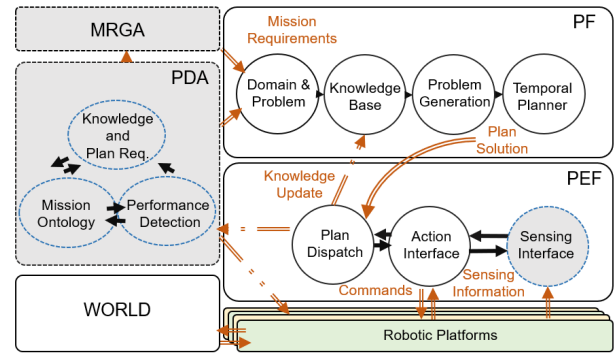 MRGA
PF
Mission
Requirements
PDA
Domain &
Problem
Knowledge
Base
Problem
Generation
Temporal
Planner
Knowledge
and
Plan Req.
Plan
Solution
Knowledge
Update
PEF
Mission
Ontology
Performance
Detection
Plan
Dispatch
Action
Interface
Sensing
Interface
Commands
Sensing
Information
WORLD
Robotic Platforms